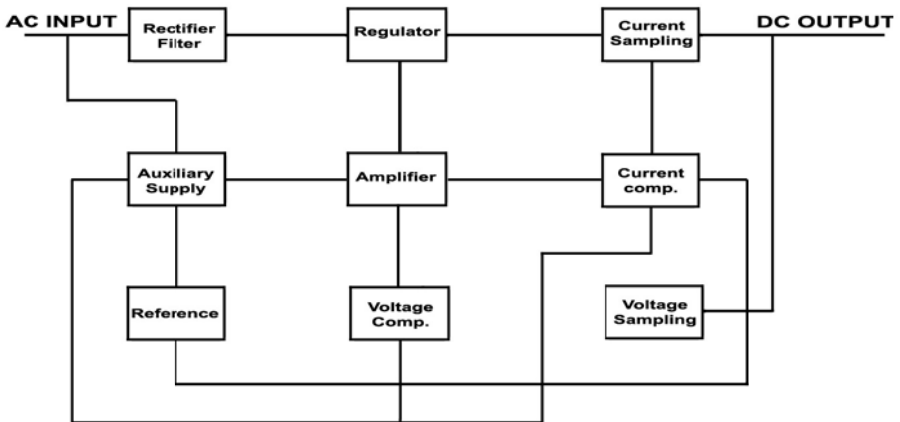 AC INPUT
Rectifier
Filter
Regulator
Current
Sampling
DC OUTPUT
Auxiliary
Supply
Amplifier
Current
comp.
Reference
Voltage
Comp.
Voltage
Sampling